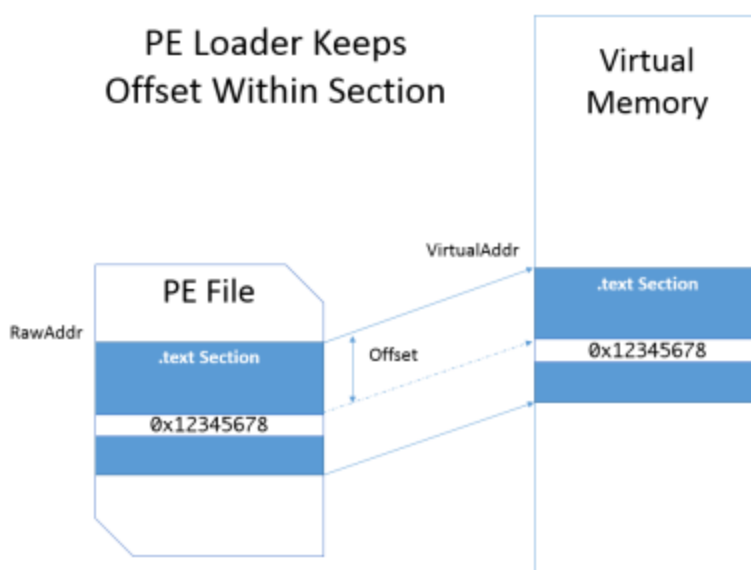 PE Loader Keeps
Offset Within Section
Virtual
Memory
VirtualAddr
PE File
.text Section
RawAddr
.text Section
Offset
0x12345678
0x12345678